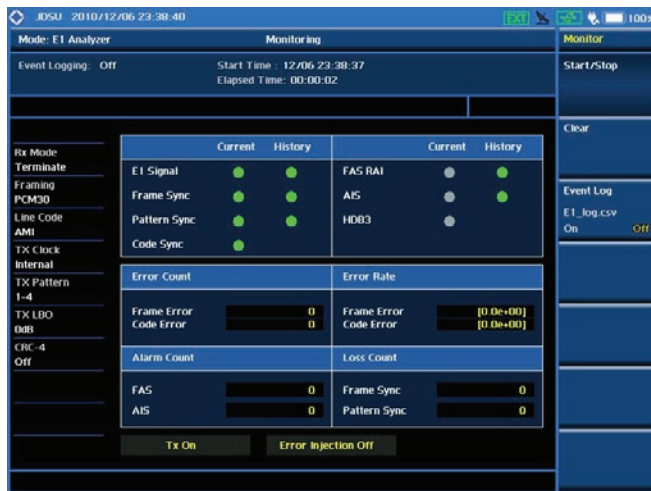 JDSU 2010/12/06 23:38:40 EXT 100%
Mode: E1 Analyzer Monitoring Monitor
Event Logging: Off
Start Time : 12/06 23:38:37
Elapsed Time: 00:00:02
Start/Stop
Clear
Event Log
E1_log.csv
On Off
Rx Mode
Terminate
Framing
PCM30
Line Code
AMI
TX Clock
Internal
TX Pattern
1-4
TX LBO
0dB
CRC-4
Off
Current History Current History
E1 Signal FAS RAI
Frame Sync AIS
Pattern Sync HDB3
Code Sync
Error Count Error Rate
Frame Error 0 Frame Error [0.0e+00]
Code Error 0 Code Error [0.0e+00]
Alarm Count Loss Count
FAS 0 Frame Sync 0
AIS 0 Pattern Sync 0
Tx On Error Injection Off